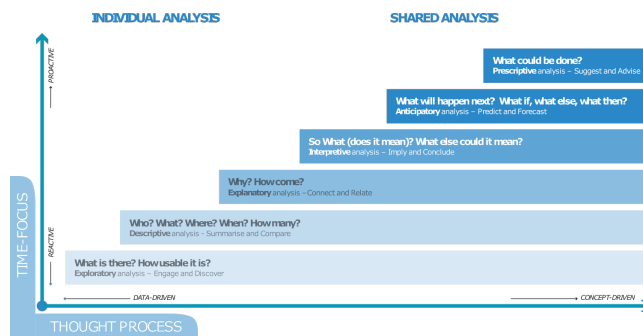 INDIVIDUAL ANALYSIS
SHARED ANALYSIS
PROACTIVE
What could be done?
Prescriptive analysis – Suggest and Advise
What will happen next? What if, what else, what then?
Anticipatory analysis – Predict and Forecast
So What (does it mean)? What else could it mean?
Interpretive analysis – Imply and Conclude
Why? How come?
Explanatory analysis – Connect and Relate
Who? What? Where? When? How many?
Descriptive analysis - Summarise and Compare
What is there? How usable it is?
Exploratory analysis – Engage and Discover
REACTIVE
TIME-FOCUS
DATA-DRIVEN
CONCEPT-DRIVEN
THOUGHT PROCESS